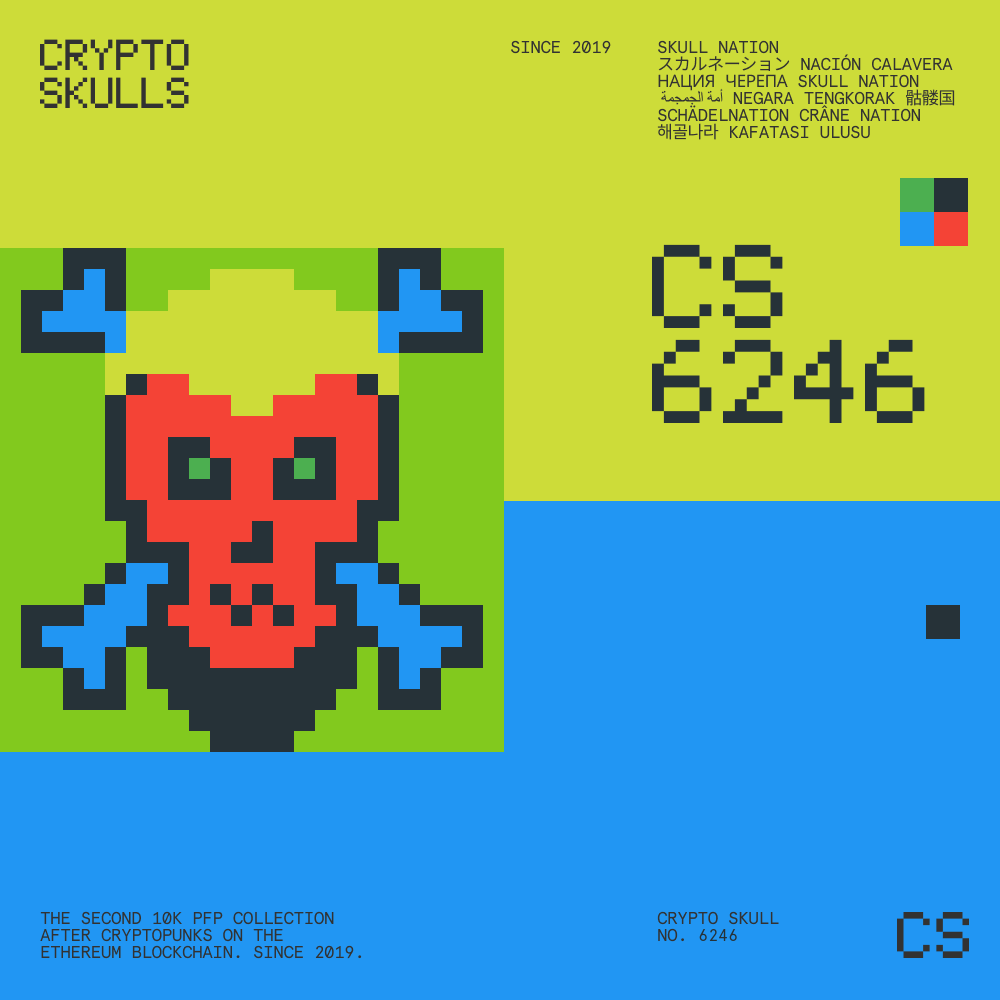 CRYPTO
SKULLS
SINCE 2019
SKULL NATION
スカルネーション NACIÓN CALAVERA
НАЦИЯ ЧЕРЕПА SKULL NATION
أمة الجمجمة NEGARA TENGKORAK 骷髅国
SCHÄDELNATION CRÂNE NATION
해골나라 KAFATASI ULUSU
CS
6246
THE SECOND 10K PFP COLLECTION
AFTER CRYPTOPUNKS ON THE
ETHEREUM BLOCKCHAIN. SINCE 2019.
CRYPTO SKULL
NO. 6246
CS